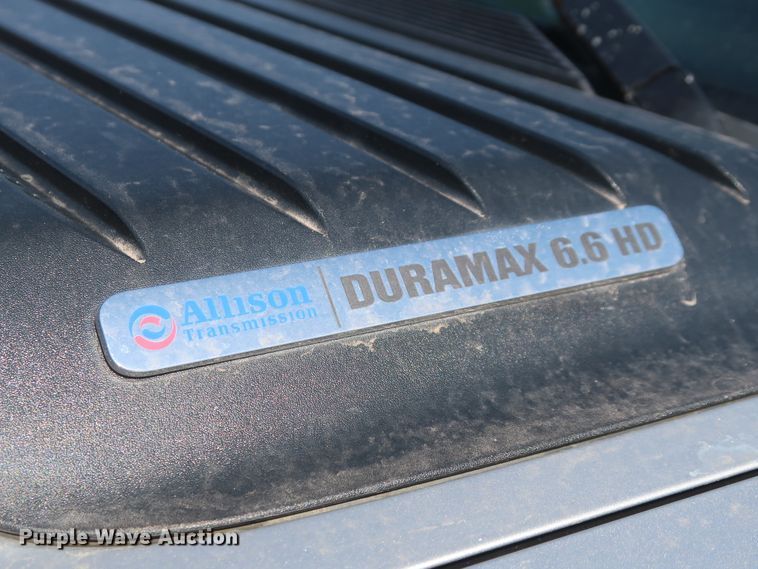 Allison
Transmission
DURAMAX 6.6 HD
Purple Wave Auction